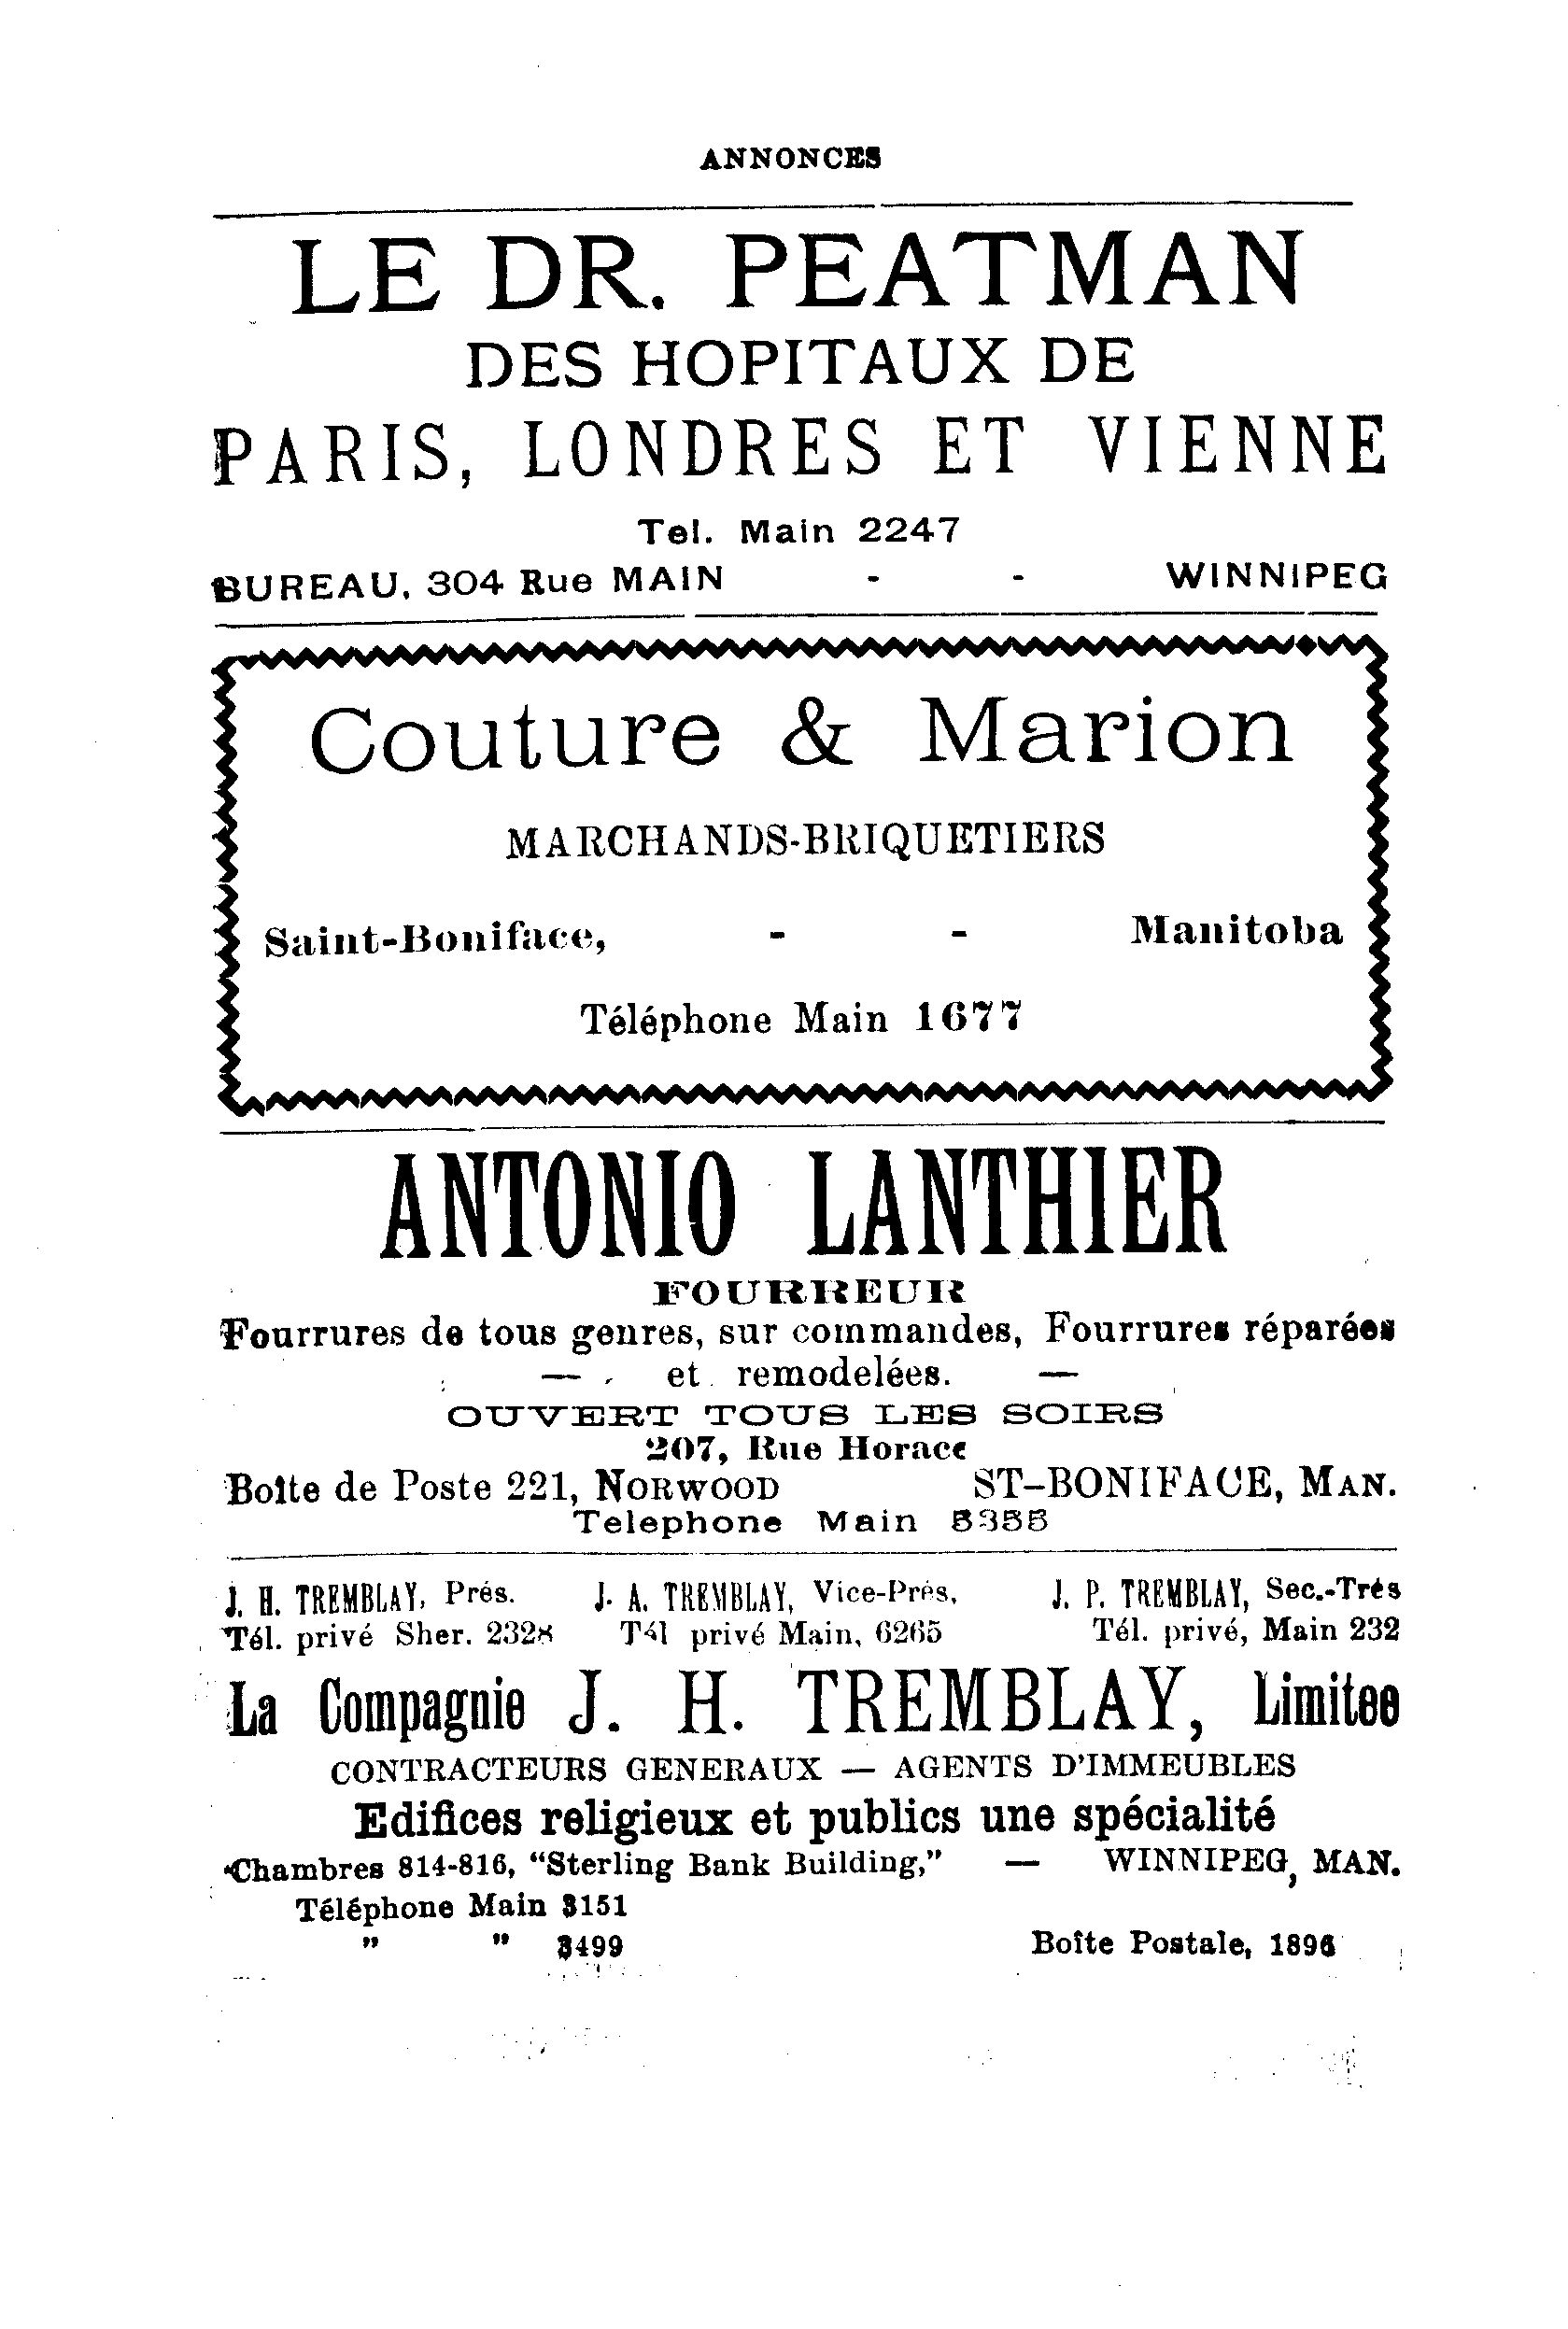 ANNONCES
LE DR. PEATMAN
DES HOPITAUX DE
PARIS, LONDRES ET VIENNE
Tel. Main 2247
BUREAU, 304 Rue MAIN - - WINNIPEG
Couture & Marion
MARCHANDS-BRIQUETIERS
Saint-Boniface, - - Manitoba
Téléphone Main 1677
ANTONIO LANTHIER
FOURREUR
Fourrures de tous genres, sur commandes, Fourrures réparées
— et remodelées. —
OUVERT TOUS LES SOIRS
207, Rue Horace
Boîte de Poste 221, NORWOOD ST-BONIFACE, MAN.
Telephone Main
J. H. TREMBLAY, Prés. J. A. TREMBLAY, Vice-Prés. J. P. TREMBLAY, Sec.-Trés
Tél. privé Sher. 2328 Tél privé Main, 6265 Tél. privé, Main 232
La Compagnie J. H. TREMBLAY, Limitee
CONTRACTEURS GENERAUX — AGENTS D'IMMEUBLES
Edifices religieux et publics une spécialité
Chambres 814-816, "Sterling Bank Building," — WINNIPEG, MAN.
Téléphone Main 3151
" " 3499 Boîte Postale, 1896